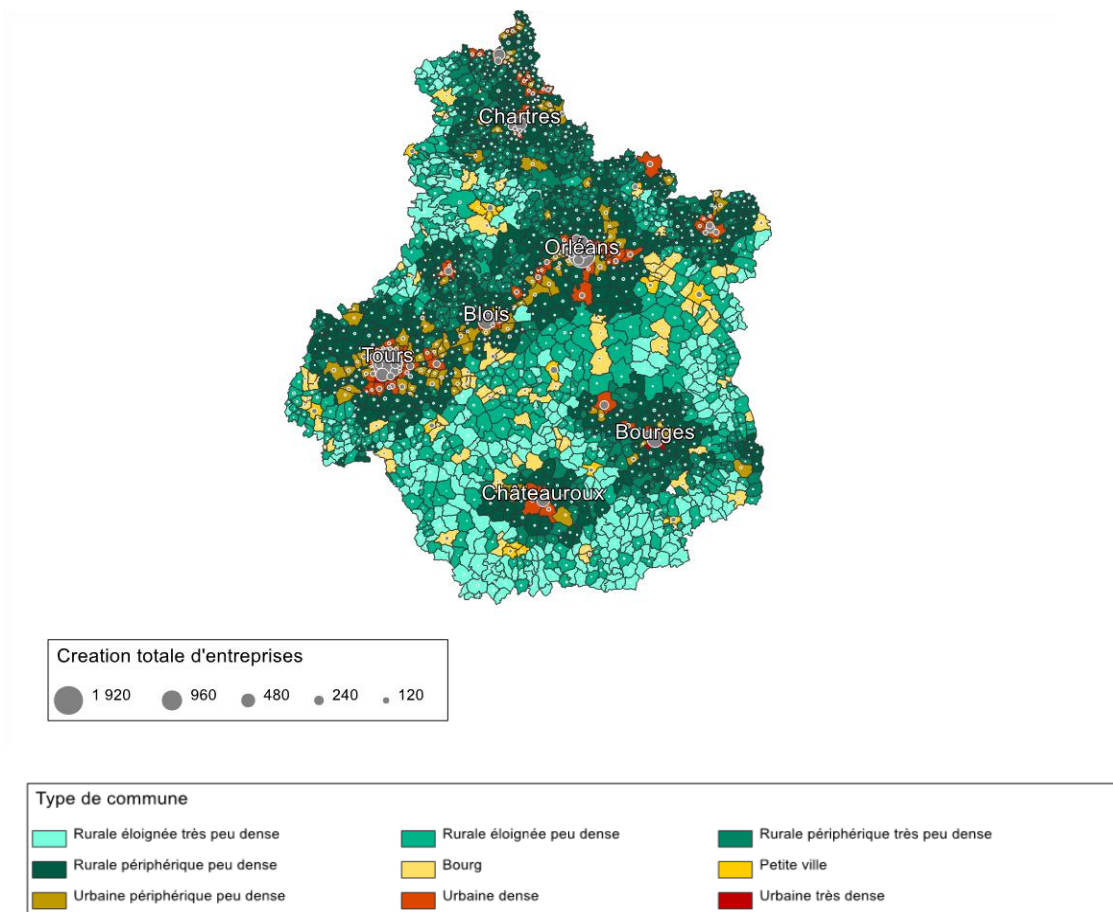 Chartres
Orléans
Blois
Tours
Bourges
Châteauroux
Creation totale d'entreprises
1 920 960 480 240 120
Type de commune
Rurale éloignée très peu dense Rurale éloignée peu dense Rurale périphérique très peu dense
Rurale périphérique peu dense Bourg Petite ville
Urbaine périphérique peu dense Urbaine dense Urbaine très dense